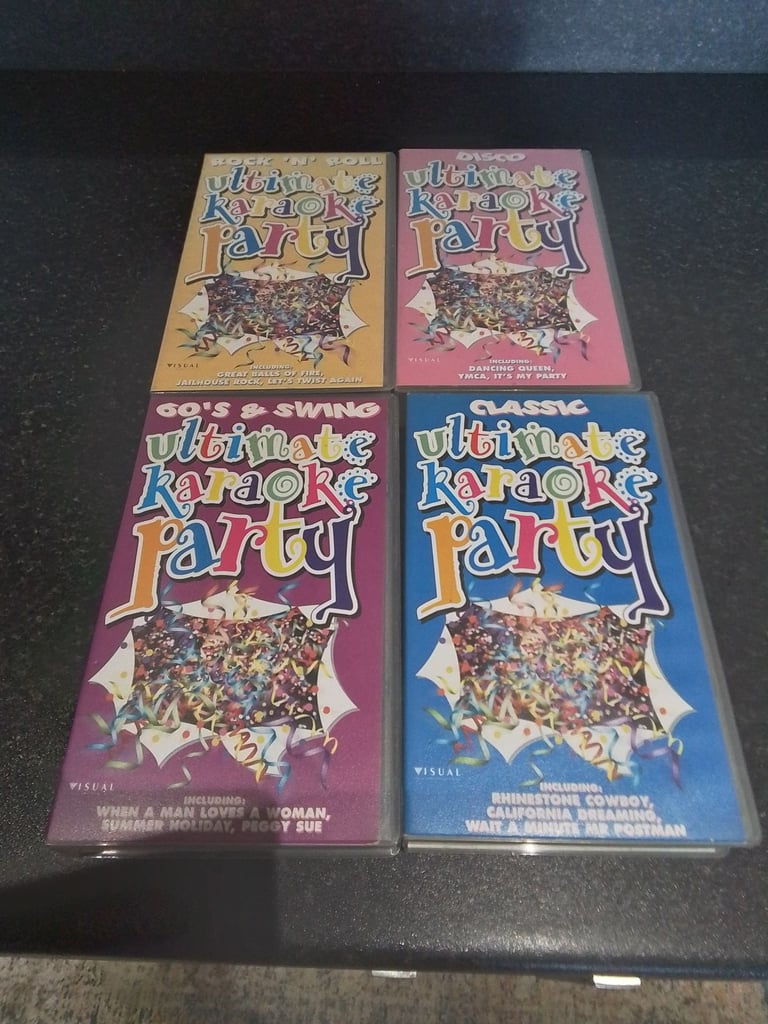 ROCK 'N' ROLL
ultimate
karaoke
party
VISUAL
INCLUDING:
GREAT BALLS OF FIRE,
JAILHOUSE ROCK, LET'S TWIST AGAIN
DISCO
ultimate
karaoke
party
VISUAL
INCLUDING:
DANCING QUEEN,
YMCA, IT'S MY PARTY
60'S & SWING
ultimate
karaoke
party
VISUAL
INCLUDING:
WHEN A MAN LOVES A WOMAN,
SUMMER HOLIDAY, PEGGY SUE
CLASSIC
ultimate
karaoke
party
VISUAL
INCLUDING:
RHINESTONE COWBOY,
CALIFORNIA DREAMING,
WAIT A MINUTE MR POSTMAN